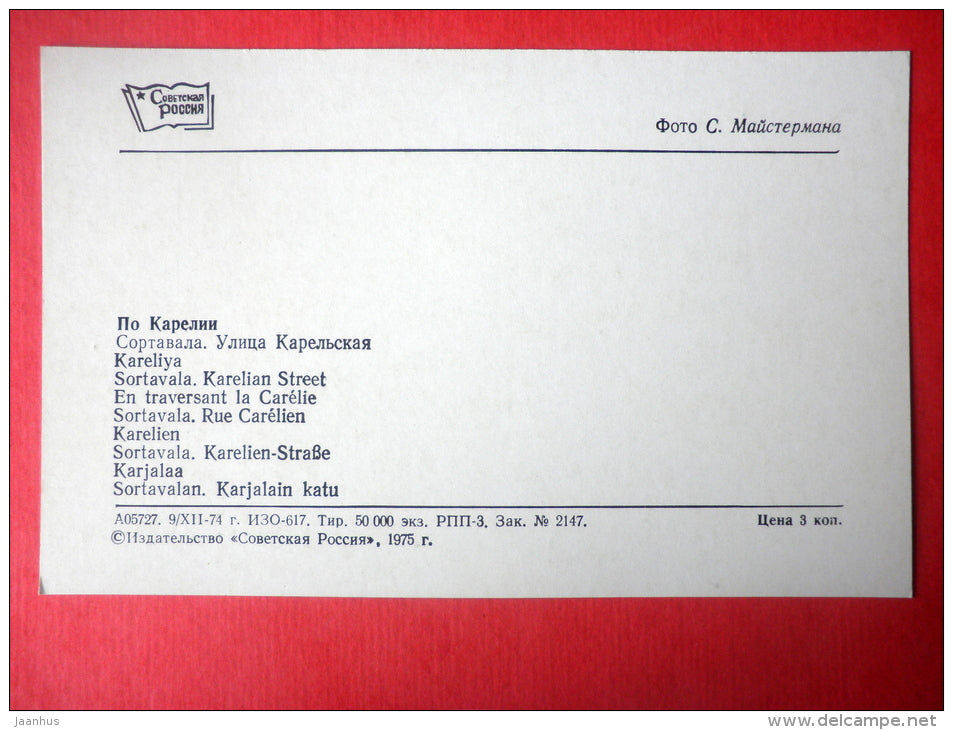 Советская
Россия
Фото С. Майстермана
По Карелии
Сортавала. Улица Карельская
Kareliya
Sortavala. Karelian Street
En traversant la Carélie
Sortavala. Rue Carélien
Karelien
Sortavala. Karelien-Straße
Karjalaa
Sortavalan. Karjalain katu
А05727. 9/XII-74 г. ИЗО-617. Тир. 50 000 экз. РПП-3. Зак. № 2147. Цена 3 коп.
©Издательство «Советская Россия», 1975 г.
Jaanhus
www.delcampe.net